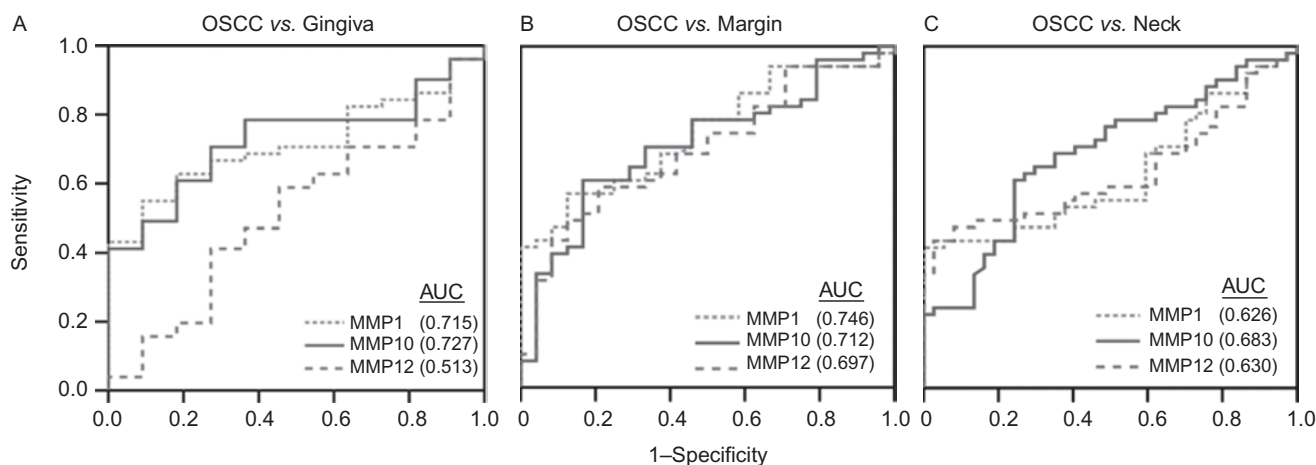 A OSCC vs. Gingiva
B OSCC vs. Margin
C OSCC vs. Neck
Sensitivity
1.0
0.8
0.6
0.4
0.2
0.0
AUC
MMP1 (0.715)
MMP10 (0.727)
MMP12 (0.513)
0.0 0.2 0.4 0.6 0.8 1.0
AUC
MMP1 (0.746)
MMP10 (0.712)
MMP12 (0.697)
0.2 0.4 0.6 0.8 1.0
AUC
MMP1 (0.626)
MMP10 (0.683)
MMP12 (0.630)
0 0.2 0.4 0.6 0.8 1.0
1–Specificity